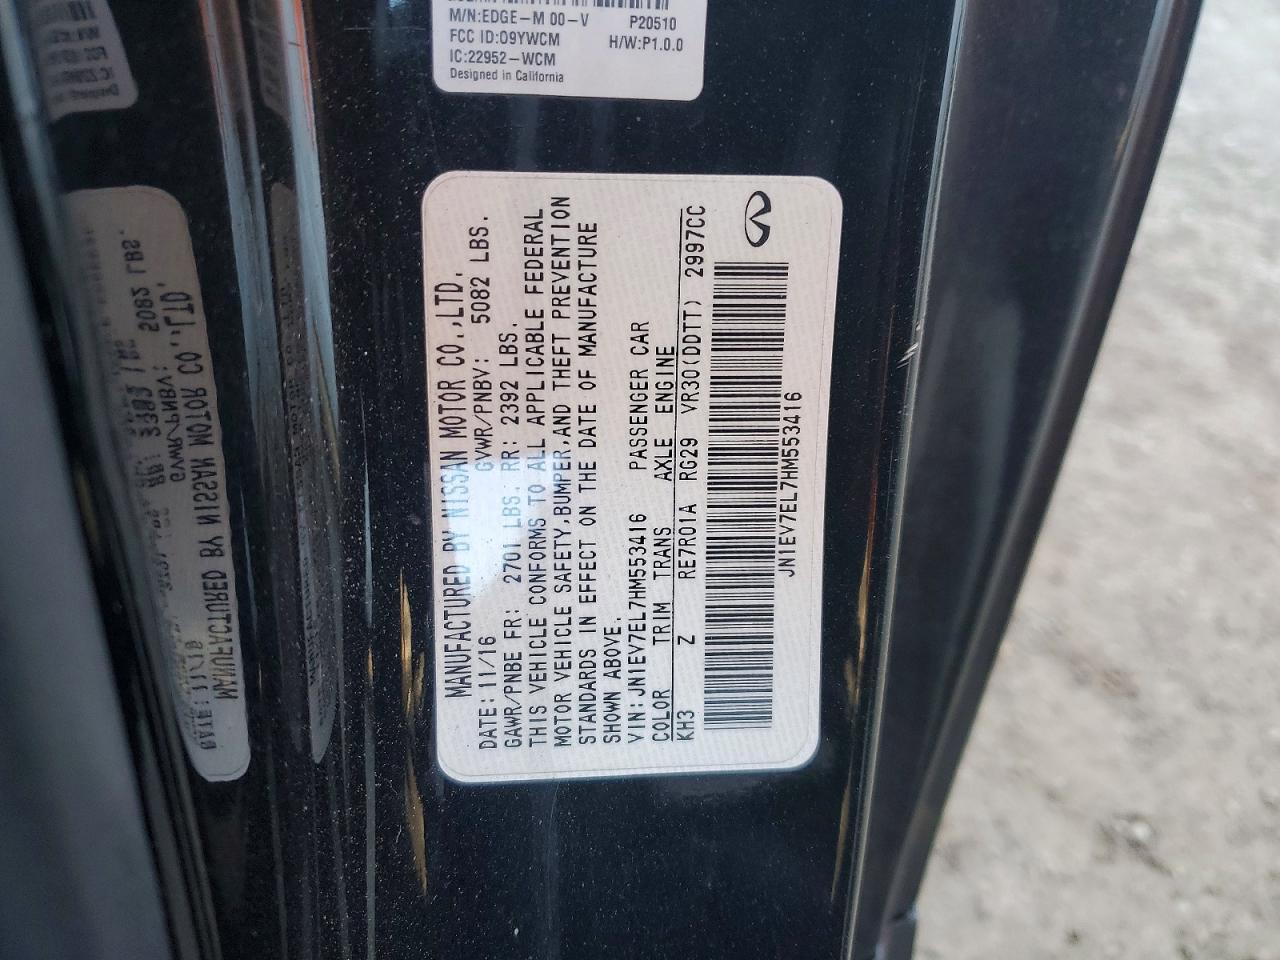 M/N:EDGE-M 00-V P20510
FCC ID:O9YWCM H/W:P1.0.0
IC:22952-WCM
Designed in California
MANUFACTURED BY NISSAN MOTOR CO.,LTD.
DATE:11/16 GVWR/PNBV: 5082 LBS.
GAWR/PNBE FR: 2701 LBS. RR: 2392 LBS.
THIS VEHICLE CONFORMS TO ALL APPLICABLE FEDERAL
MOTOR VEHICLE SAFETY,BUMPER,AND THEFT PREVENTION
STANDARDS IN EFFECT ON THE DATE OF MANUFACTURE
SHOWN ABOVE.
VIN:JN1EV7EL7HM553416 PASSENGER CAR
COLOR TRIM TRANS AXLE ENGINE
KH3 Z RE7R01A RG29 VR30(DDTT) 2997CC
JN1EV7EL7HM553416